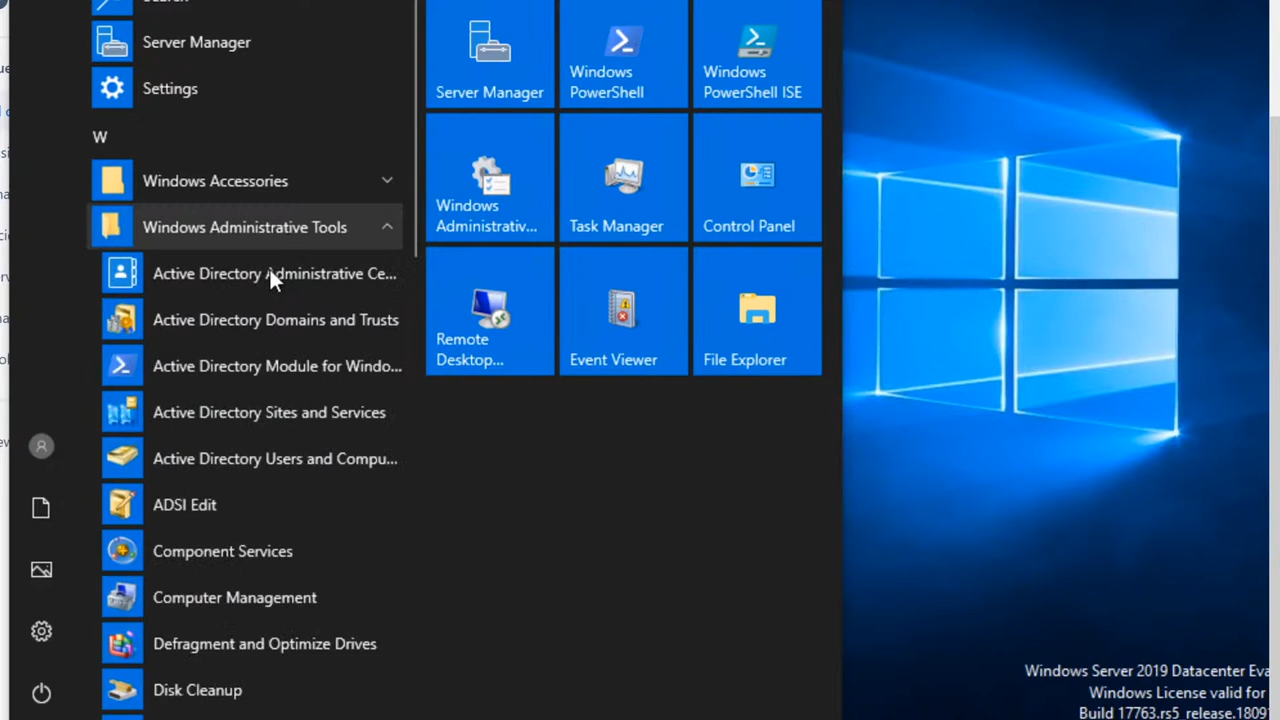 Search
Server Manager
Settings
W
Windows Accessories
Windows Administrative Tools
Active Directory Administrative Ce...
Active Directory Domains and Trusts
Active Directory Module for Windo...
Active Directory Sites and Services
Active Directory Users and Compu...
ADSI Edit
Component Services
Computer Management
Defragment and Optimize Drives
Disk Cleanup
Server Manager
Windows
PowerShell
Windows
PowerShell ISE
Windows
Administrativ...
Task Manager
Control Panel
Remote
Desktop...
Event Viewer
File Explorer
Windows Server 2019 Datacenter Eva
Windows License valid for
Build 17763.rs5_release.1809